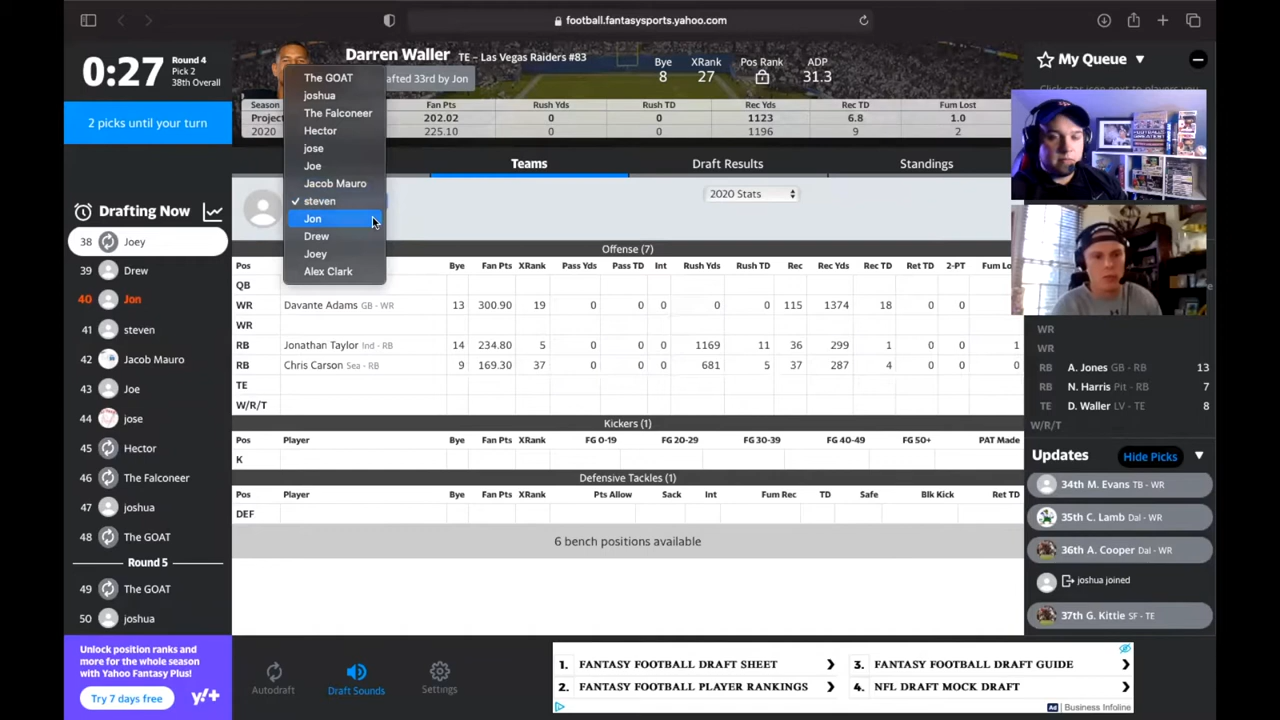 football.fantasysports.yahoo.com
0:27
Round 4
Pick 2
38th Overall
2 picks until your turn
Drafting Now
38 Joey
39 Drew
40 Jon
41 steven
42 Jacob Mauro
43 Joe
44 jose
45 Hector
46 The Falconeer
47 joshua
48 The GOAT
Round 5
49 The GOAT
50 joshua
Unlock position ranks and
more for the whole season
with Yahoo Fantasy Plus!
Try 7 days free
y!+
Darren Waller TE – Las Vegas Raiders #83
afted 33rd by Jon
Bye XRank Pos Rank ADP
8 27 31.3
Season Fan Pts Rush Yds Rush TD Rec Yds Rec TD Fum Lost
Project 202.02 0 0 1123 6.8 1.0
2020 225.10 0 0 1196 9 2
The GOAT
joshua
The Falconeer
Hector
jose
Joe
Jacob Mauro
✓ steven
Jon
Drew
Joey
Alex Clark
Teams Draft Results Standings
2020 Stats
Offense (7)
Pos Bye Fan Pts XRank Pass Yds Pass TD Int Rush Yds Rush TD Rec Rec Yds Rec TD Ret TD 2-PT Fum Lo
QB
WR Davante Adams GB - WR 13 300.90 19 0 0 0 0 0 115 1374 18 0 0
WR
RB Jonathan Taylor Ind - RB 14 234.80 5 0 0 0 1169 11 36 299 1 0 0 1
RB Chris Carson Sea - RB 9 169.30 37 0 0 0 681 5 37 287 4 0 0 0
TE
W/R/T
Kickers (1)
Pos Player Bye Fan Pts XRank FG 0-19 FG 20-29 FG 30-39 FG 40-49 FG 50+ PAT Made
K
Defensive Tackles (1)
Pos Player Bye Fan Pts XRank Pts Allow Sack Int Fum Rec TD Safe Blk Kick Ret TD
DEF
6 bench positions available
Autodraft
Draft Sounds
Settings
1. FANTASY FOOTBALL DRAFT SHEET
2. FANTASY FOOTBALL PLAYER RANKINGS
3. FANTASY FOOTBALL DRAFT GUIDE
4. NFL DRAFT MOCK DRAFT
Ad Business Infoline
My Queue
Click star icon next to players you
WR
WR
RB A. Jones GB - RB 13
RB N. Harris Pit - RB 7
TE D. Waller LV - TE 8
W/R/T
Updates Hide Picks
34th M. Evans TB - WR
35th C. Lamb Dal - WR
36th A. Cooper Dal - WR
joshua joined
37th G. Kittle SF - TE